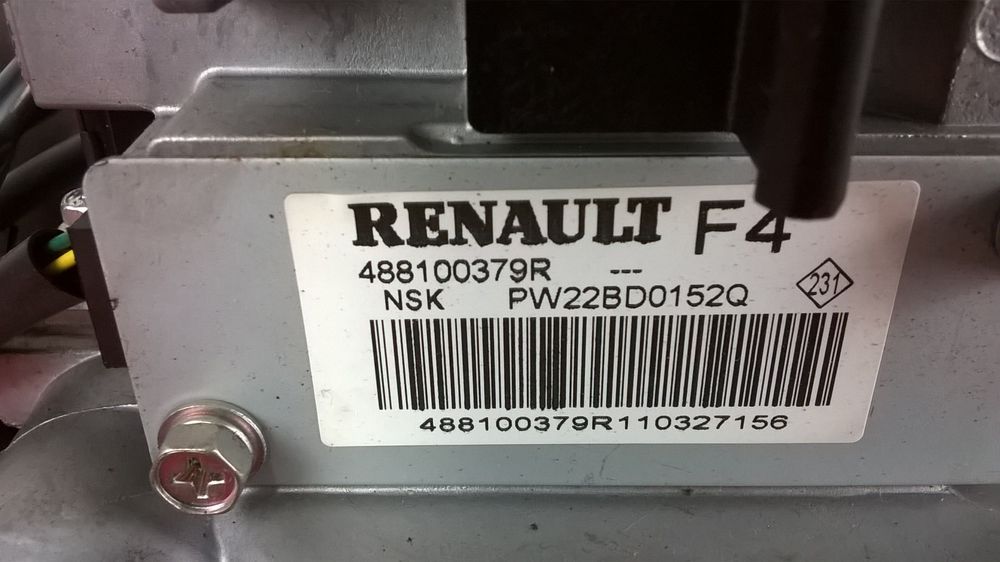 RENAULT F4
488100379R ---
NSK PW22BD0152Q
231
488100379R110327156